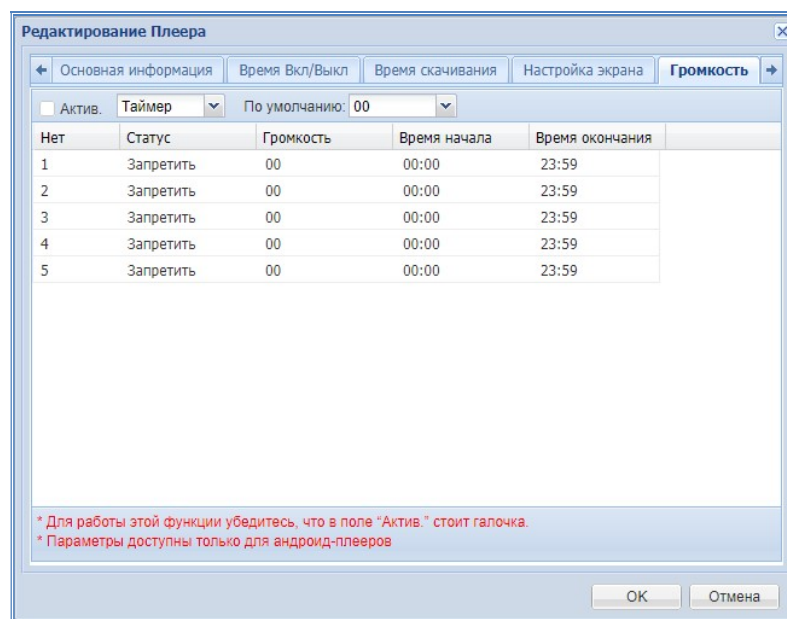 Редактирование Плеера
Основная информация Время Вкл/Выкл Время скачивания Настройка экрана Громкость
Актив. Таймер По умолчанию: 00
Нет Статус Громкость Время начала Время окончания
1 Запретить 00 00:00 23:59
2 Запретить 00 00:00 23:59
3 Запретить 00 00:00 23:59
4 Запретить 00 00:00 23:59
5 Запретить 00 00:00 23:59
* Для работы этой функции убедитесь, что в поле “Актив.” стоит галочка.
* Параметры доступны только для андроид-плееров
OK Отмена